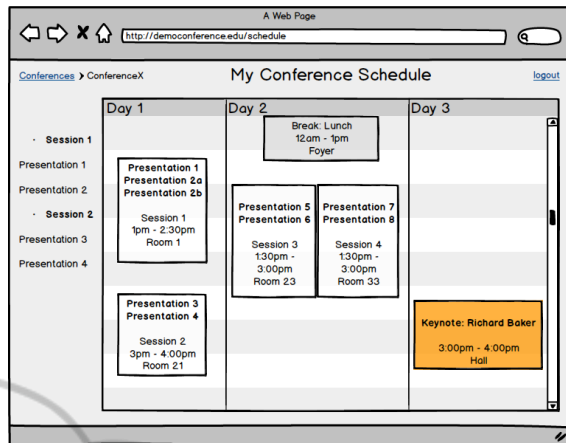 A Web Page
http://democonference.edu/schedule
Conferences > ConferenceX
My Conference Schedule
logout
· Session 1
Presentation 1
Presentation 2
· Session 2
Presentation 3
Presentation 4
Day 1
Presentation 1
Presentation 2a
Presentation 2b
Session 1
1pm - 2:30pm
Room 1
Presentation 3
Presentation 4
Session 2
3pm - 4:00pm
Room 21
Day 2
Break: Lunch
12am - 1pm
Foyer
Presentation 5
Presentation 6
Session 3
1:30pm -
3:00pm
Room 23
Presentation 7
Presentation 8
Session 4
1:30pm -
3:00pm
Room 33
Day 3
Keynote: Richard Baker
3:00pm - 4:00pm
Hall